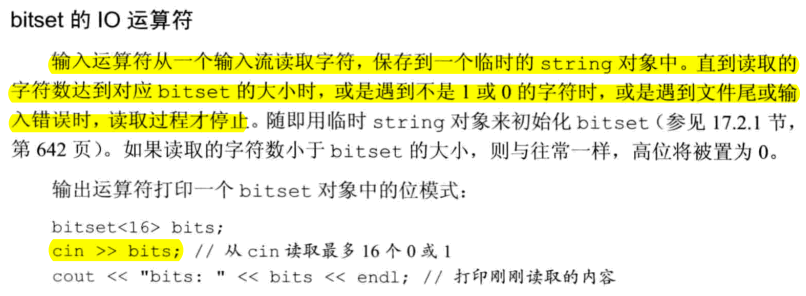 bitset 的 IO 运算符
输入运算符从一个输入流读取字符，保存到一个临时的 string 对象中。直到读取的
字符数达到对应 bitset 的大小时，或是遇到不是 1 或 0 的字符时，或是遇到文件尾或输
入错误时，读取过程才停止。随即用临时 string 对象来初始化 bitset（参见 17.2.1 节，
第 642 页）。如果读取的字符数小于 bitset 的大小，则与往常一样，高位将被置为 0。
输出运算符打印一个 bitset 对象中的位模式：
bitset<16> bits;
cin >> bits; // 从 cin 读取最多 16 个 0 或 1
cout << "bits: " << bits << endl; // 打印刚刚读取的内容